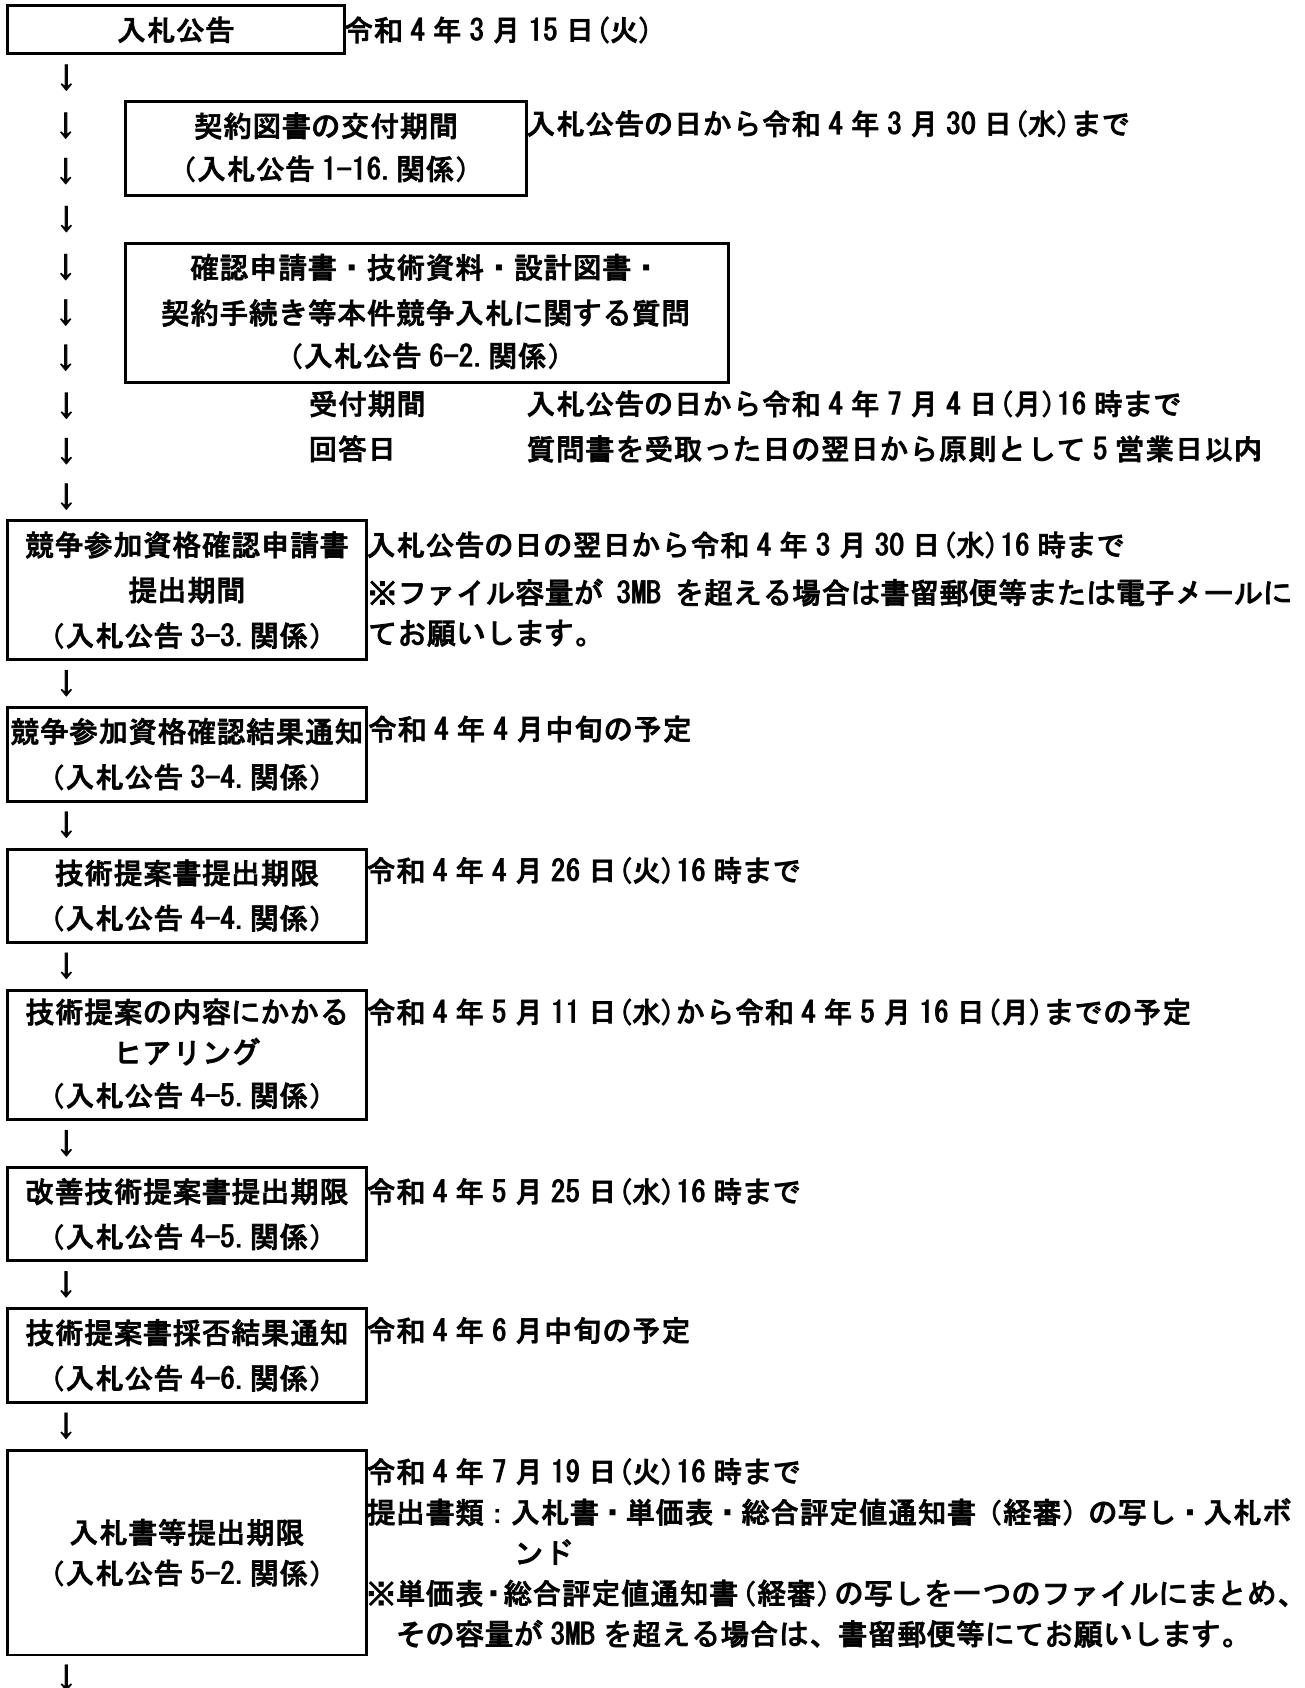 入札公告 令和4年3月15日(火)
↓
↓ 契約図書の交付期間 入札公告の日から令和4年3月30日(水)まで
↓ (入札公告1-16.関係)
↓
↓ 確認申請書・技術資料・設計図書・
↓ 契約手続き等本件競争入札に関する質問
↓ (入札公告6-2.関係)
↓ 受付期間 入札公告の日から令和4年7月4日(月)16時まで
↓ 回答日 質問書を受取った日の翌日から原則として5営業日以内
↓
競争参加資格確認申請書 入札公告の日の翌日から令和4年3月30日(水)16時まで
提出期間 ※ファイル容量が 3MB を超える場合は書留郵便等または電子メールに
(入札公告3-3.関係) てお願いします。
↓
競争参加資格確認結果通知 令和4年4月中旬の予定
(入札公告3-4.関係)
↓
技術提案書提出期限 令和4年4月26日(火)16時まで
(入札公告4-4.関係)
↓
技術提案の内容にかかる 令和4年5月11日(水)から令和4年5月16日(月)までの予定
ヒアリング
(入札公告4-5.関係)
↓
改善技術提案書提出期限 令和4年5月25日(水)16時まで
(入札公告4-5.関係)
↓
技術提案書採否結果通知 令和4年6月中旬の予定
(入札公告4-6.関係)
↓
令和4年7月19日(火)16時まで
提出書類：入札書・単価表・総合評定値通知書（経審）の写し・入札ボ
入札書等提出期限 ンド
(入札公告5-2.関係) ※単価表・総合評定値通知書(経審)の写しを一つのファイルにまとめ、
その容量が3MBを超える場合は、書留郵便等にてお願いします。
↓